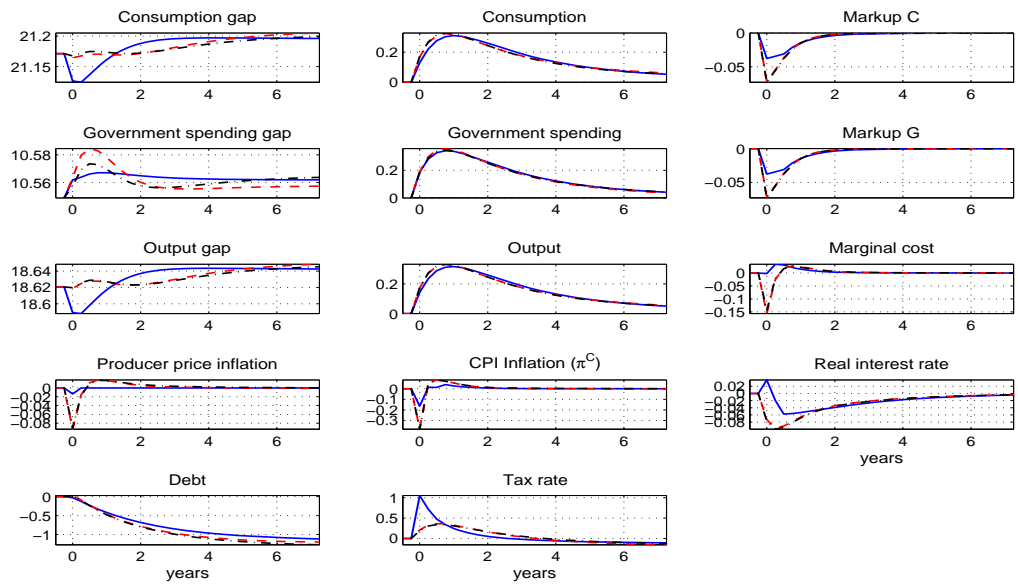 Consumption gap
21.2
21.15
0 2 4 6
Consumption
0.2
0
0 2 4 6
Markup C
0
−0.05
0 2 4 6
Government spending gap
10.58
10.56
0 2 4 6
Government spending
0.2
0
0 2 4 6
Markup G
0
−0.05
0 2 4 6
Output gap
18.64
18.62
18.6
0 2 4 6
Output
0.2
0
0 2 4 6
Marginal cost
0
−0.05
−0.1
−0.15
0 2 4 6
Producer price inflation
0
−0.02
−0.04
−0.06
−0.08
0 2 4 6
CPI Inflation (π^C)
0
−0.1
−0.2
−0.3
0 2 4 6
Real interest rate
0.02
0
−0.02
−0.04
−0.06
−0.08
0 2 4 6
years
Debt
0
−0.5
−1
0 2 4 6
years
Tax rate
1
0.5
0
0 2 4 6
years